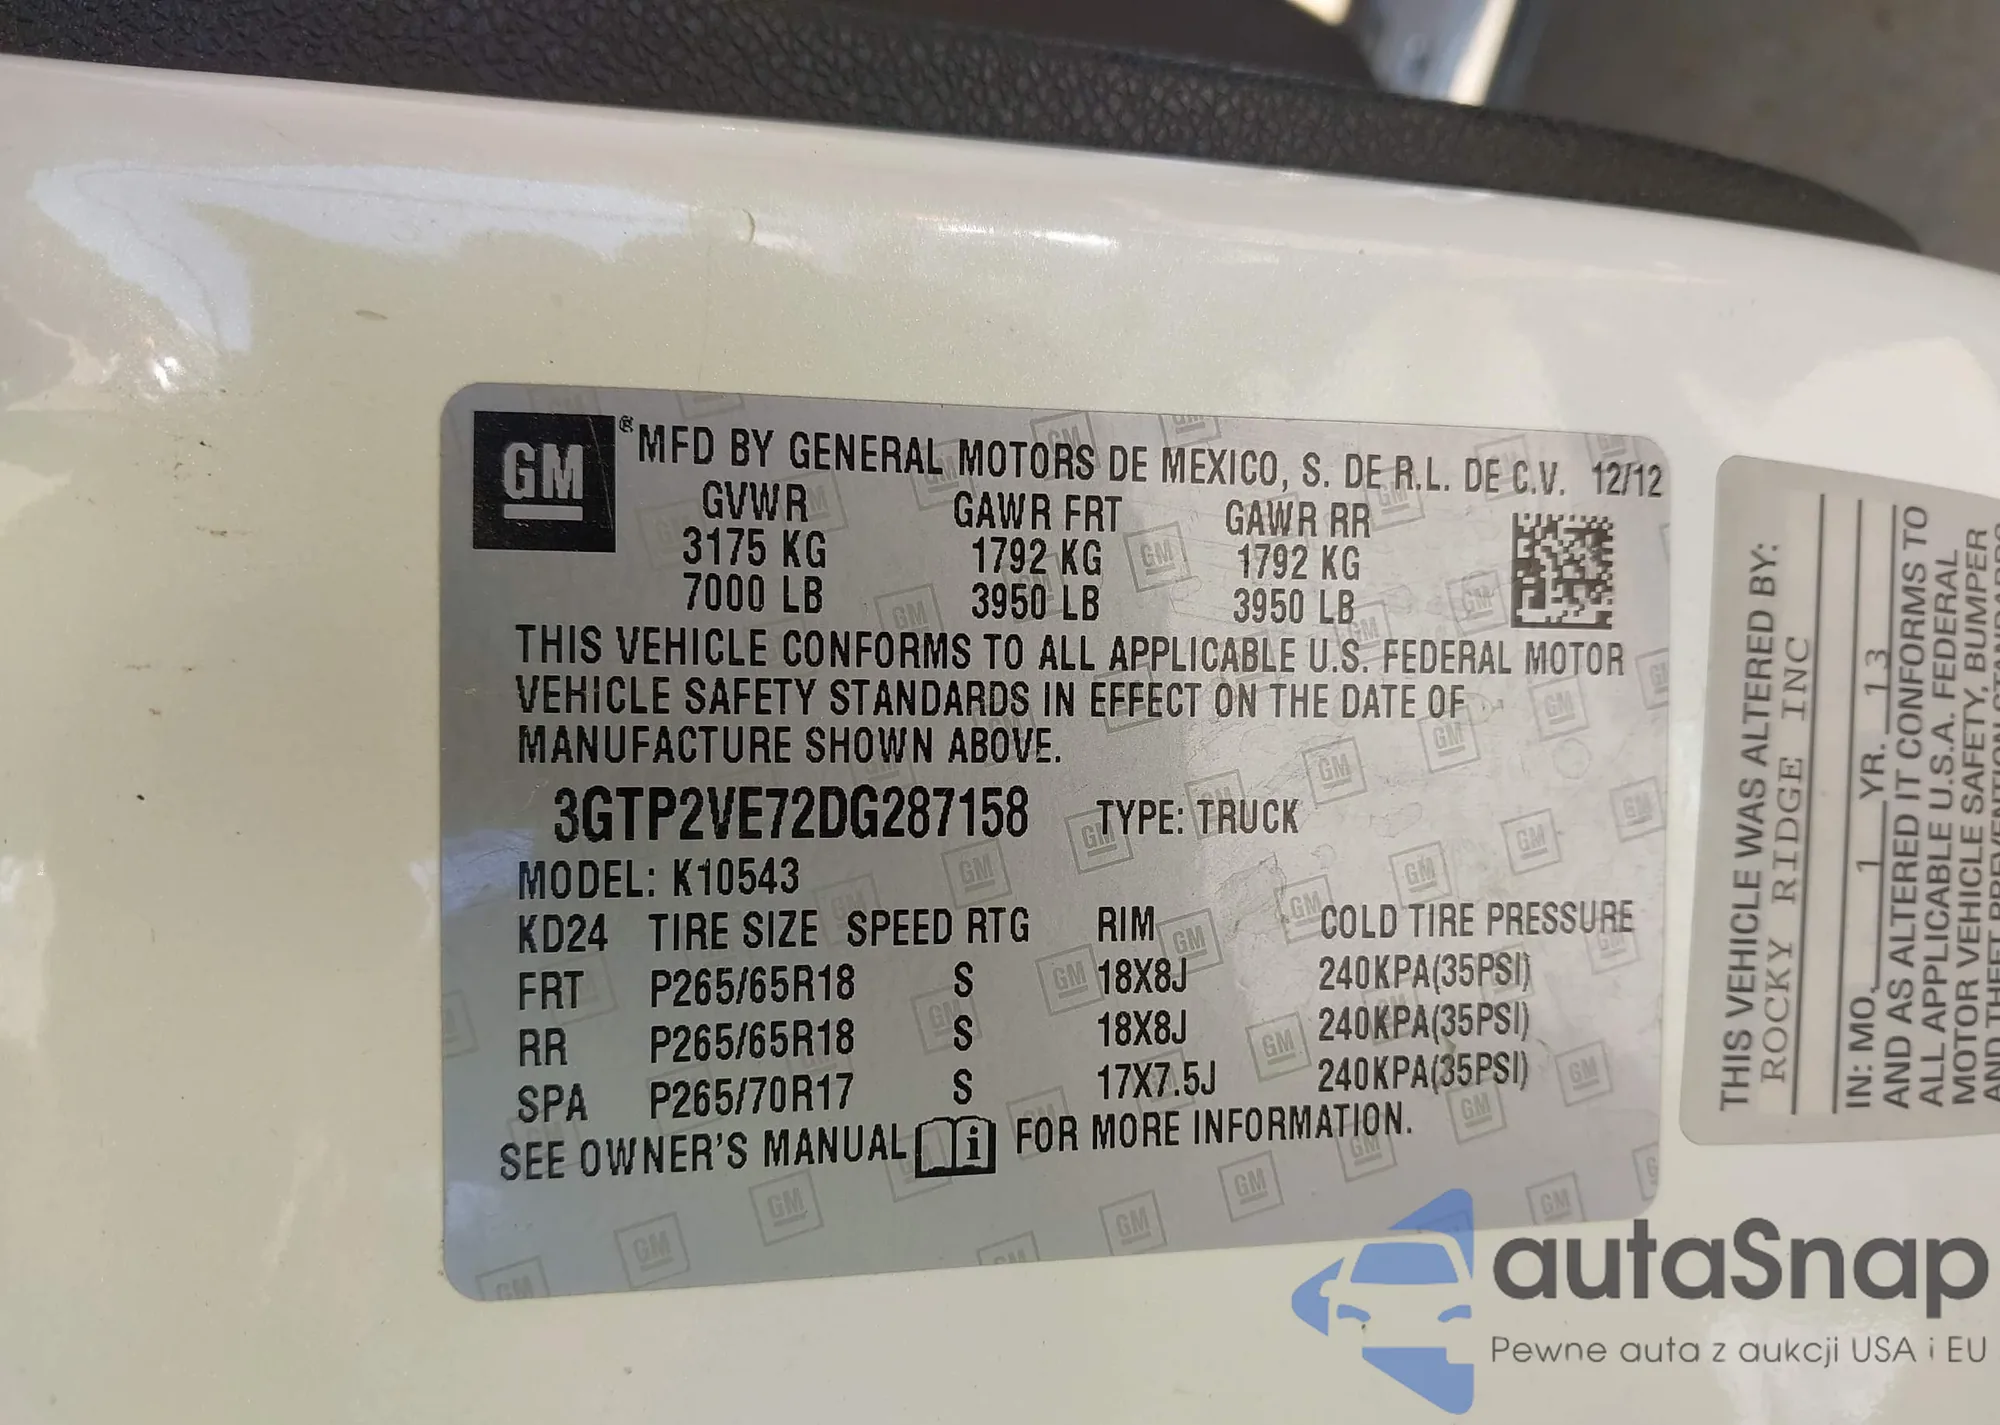 GM
® MFD BY GENERAL MOTORS DE MEXICO, S. DE R.L. DE C.V. 12/12
GVWR GAWR FRT GAWR RR
3175 KG 1792 KG 1792 KG
7000 LB 3950 LB 3950 LB
THIS VEHICLE CONFORMS TO ALL APPLICABLE U.S. FEDERAL MOTOR
VEHICLE SAFETY STANDARDS IN EFFECT ON THE DATE OF
MANUFACTURE SHOWN ABOVE.
3GTP2VE72DG287158 TYPE: TRUCK
MODEL: K10543
KD24 TIRE SIZE SPEED RTG RIM COLD TIRE PRESSURE
FRT P265/65R18 S 18X8J 240KPA(35PSI)
RR P265/65R18 S 18X8J 240KPA(35PSI)
SPA P265/70R17 S 17X7.5J 240KPA(35PSI)
SEE OWNER'S MANUAL i FOR MORE INFORMATION.
THIS VEHICLE WAS ALTERED BY:
ROCKY RIDGE INC
IN: MO. 1 YR. 13
AND AS ALTERED IT CONFORMS TO
ALL APPLICABLE U.S.A. FEDERAL
MOTOR VEHICLE SAFETY, BUMPER
AND THEFT PREVENTION STANDARDS
autaSnap
Pewne auta z aukcji USA i EU